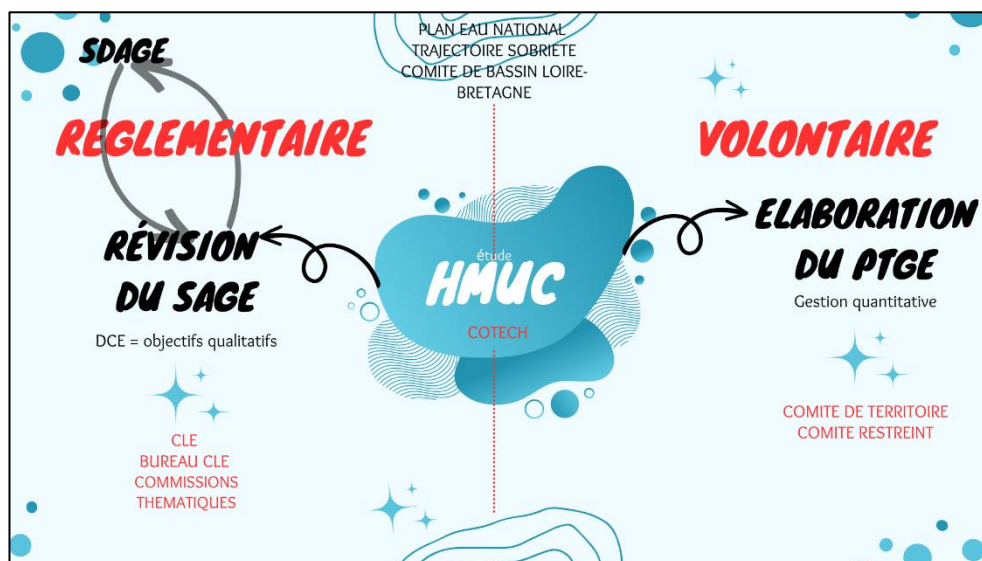 SDAGE
PLAN EAU NATIONAL
TRAJECTOIRE SOBRIETE
COMITE DE BASSIN LOIRE-
BRETAGNE
REGLEMENTAIRE
VOLONTAIRE
RÉVISION
DU SAGE
DCE = objectifs qualitatifs
CLE
BUREAU CLE
COMMISSIONS
THEMATIQUES
étude
HMUC
COTECH
ELABORATION
DU PTGE
Gestion quantitative
COMITE DE TERRITOIRE
COMITE RESTREINT